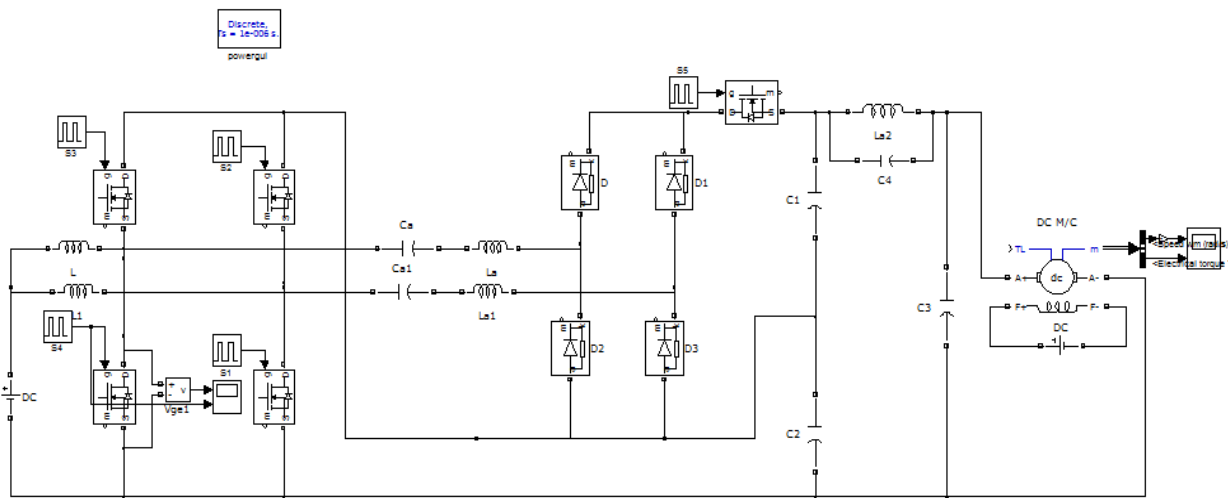 Discrete,
Ts = 1e-006 s.
powergui
S5
g
m
D
S
La2
C4
S3
S2
g
D
m
S
g
D
m
S
D
D1
C1
Ca
L
La
Ca1
L1
La1
DC M/C
TL
m
<Speed wm (rad/s)
<Electrical torque
A+
dc
A-
F+
F-
DC
C3
S4
S1
D2
D3
g
D
m
S
+
-
v
Vge1
g
D
m
S
DC
C2